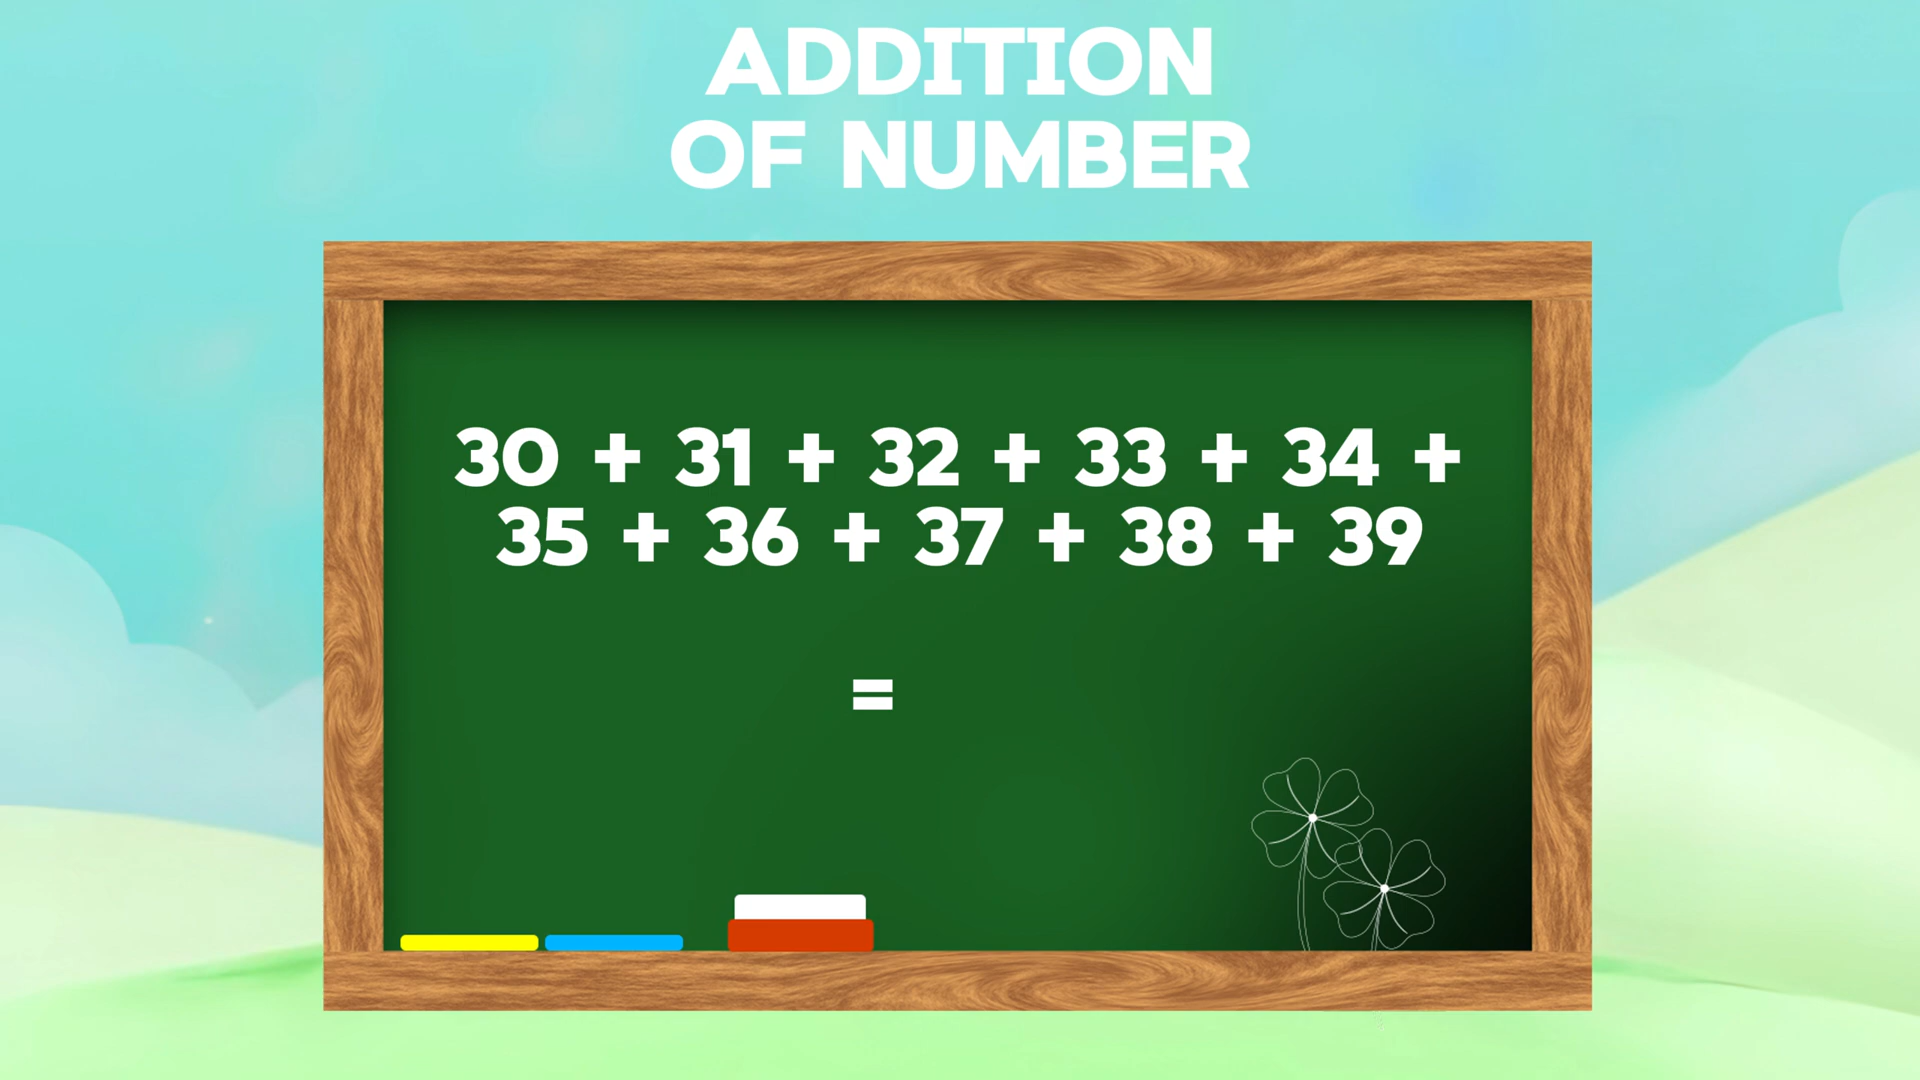 ADDITION
OF NUMBER
30 + 31 + 32 + 33 + 34 +
35 + 36 + 37 + 38 + 39
=